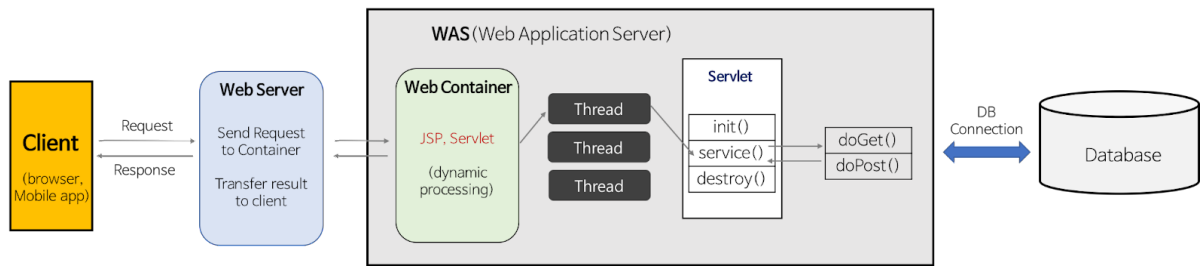 WAS (Web Application Server)
Client
(browser,
Mobile app)
Request
Response
Web Server
Send Request
to Container
Transfer result
to client
Web Container
JSP, Servlet
(dynamic
processing)
Thread
Thread
Thread
Servlet
init()
service()
destroy()
doGet()
doPost()
DB
Connection
Database